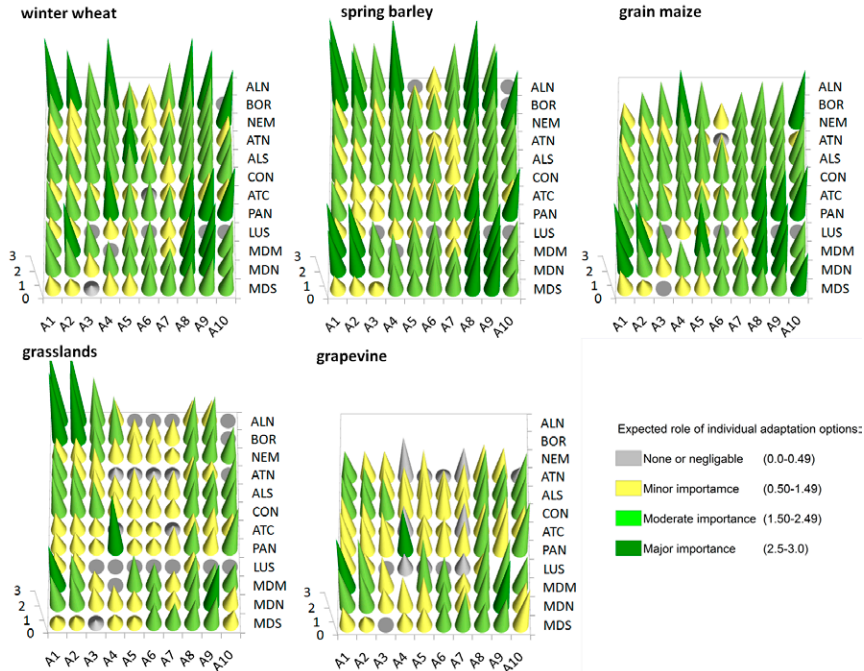 winter wheat
spring barley
grain maize
ALN
BOR
NEM
ATN
ALS
CON
ATC
PAN
LUS
MDM
MDN
MDS
3
2
1
0
A1 A2 A3 A4 A5 A6 A7 A8 A9 A10
ALN
BOR
NEM
ATN
ALS
CON
ATC
PAN
LUS
MDM
MDN
MDS
3
2
1
0
A1 A2 A3 A4 A5 A6 A7 A8 A9 A10
ALN
BOR
NEM
ATN
ALS
CON
ATC
PAN
LUS
MDM
MDN
MDS
3
2
1
0
A1 A2 A3 A4 A5 A6 A7 A8 A9 A10
grasslands
grapevine
ALN
BOR
NEM
ATN
ALS
CON
ATC
PAN
LUS
MDM
MDN
MDS
3
2
1
0
A1 A2 A3 A4 A5 A6 A7 A8 A9 A10
ALN
BOR
NEM
ATN
ALS
CON
ATC
PAN
LUS
MDM
MDN
MDS
3
2
1
0
A1 A2 A3 A4 A5 A6 A7 A8 A9 A10
Expected role of individual adaptation options:
None or negligible (0.0-0.49)
Minor importamce (0.50-1.49)
Moderate importance (1.50-2.49)
Major importance (2.5-3.0)